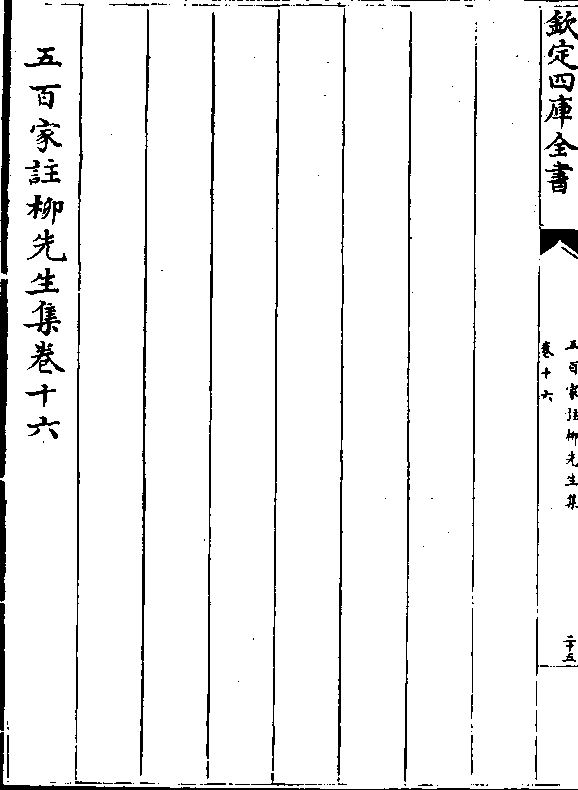 欽定四庫全書
五百家註柳先生集
卷十六
二十五
五百家註柳先生集卷十六